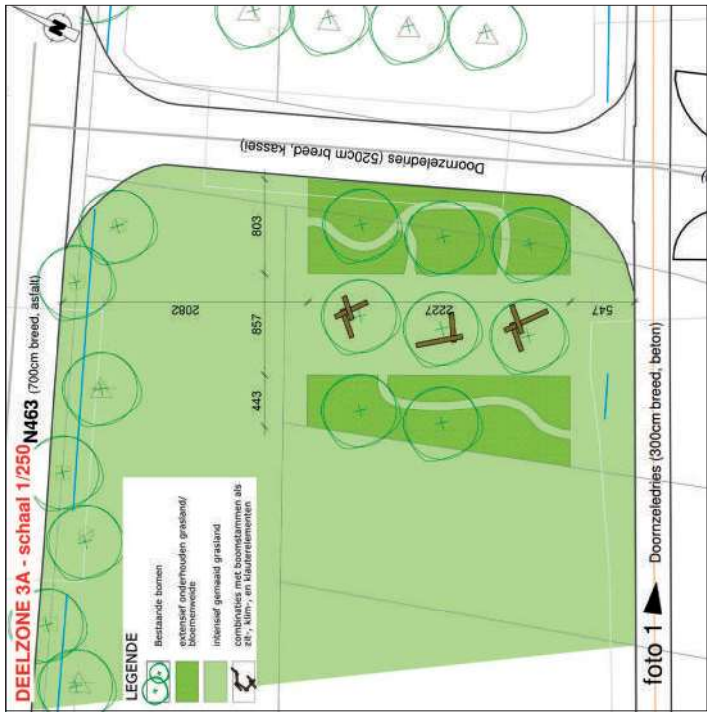 DEELZONE 3A - schaal 1/250
N463 (700cm breed, asfalt)
LEGENDE
Bestaande bomen
extensief onderhouden grasland/
bloemenweide
intensief gemaaid grasland
combinaties met boomstammen als
zit-, klim-, en klauterelementen
N
Doornzeledries (520cm breed, kassei)
803
857
443
2082
2227
547
foto 1
Doornzeledries (300cm breed, beton)